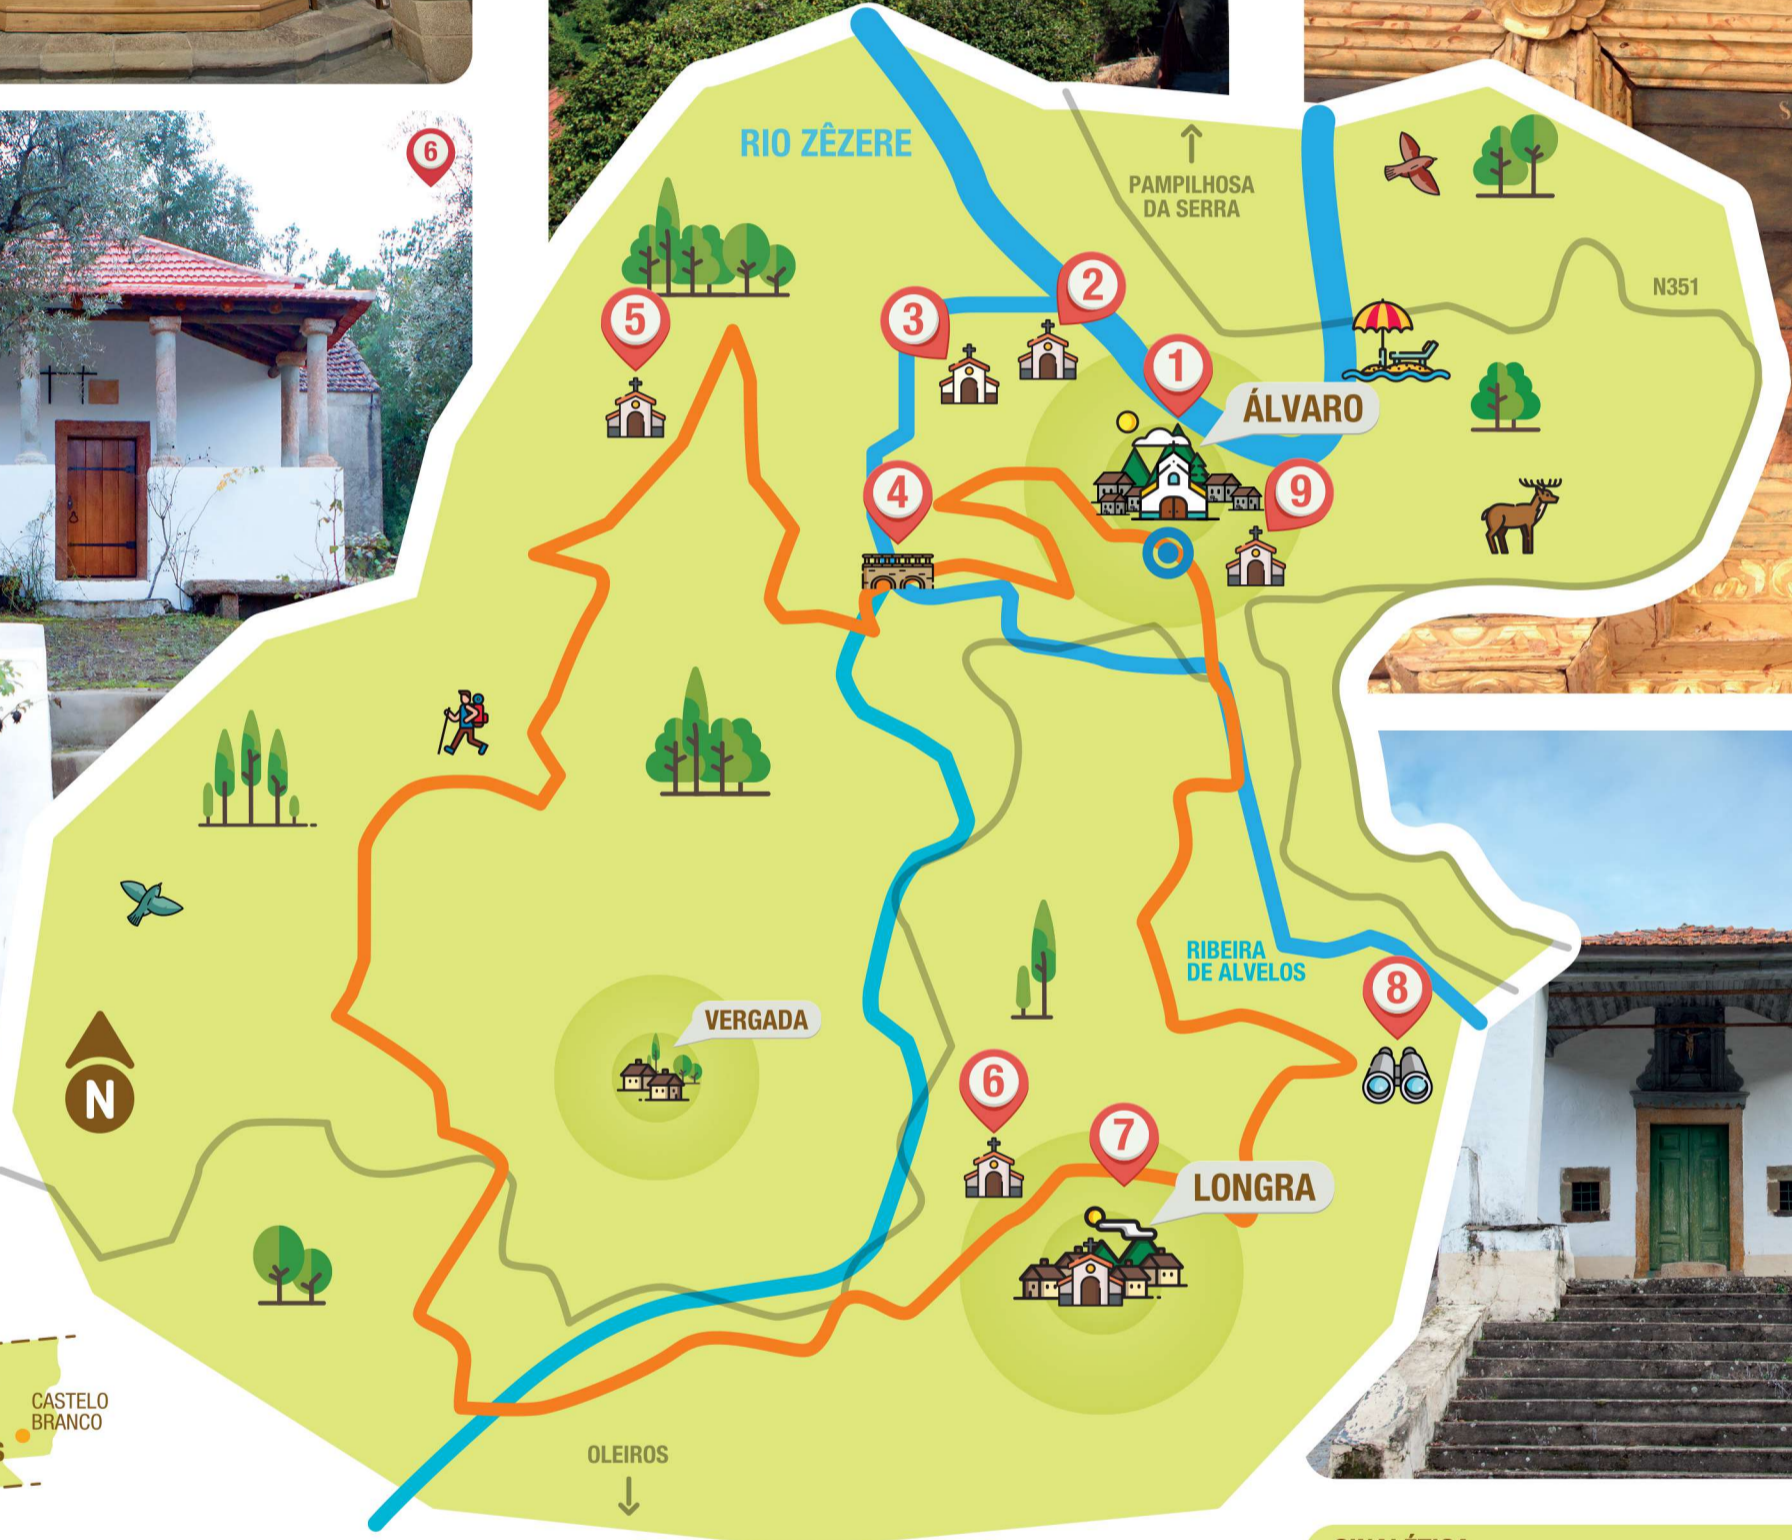 6
RIO ZÊZERE
PAMPILHOSA
DA SERRA
N351
2
3
5
1
ÁLVARO
4
9
RIBEIRA
DE ALVELOS
8
VERGADA
N
6
7
LONGRA
CASTELO
BRANCO
OLEIROS